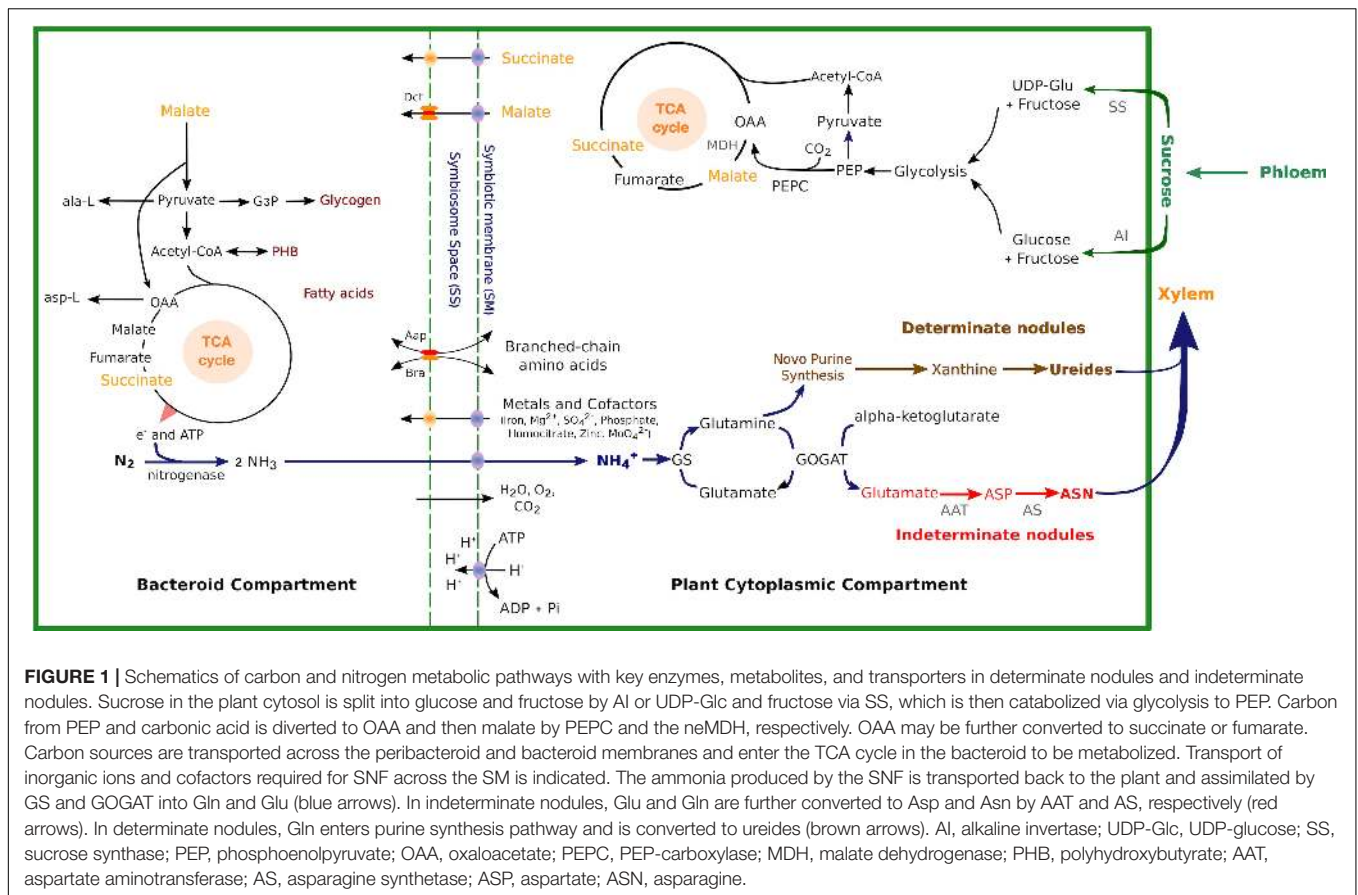 Succinate
Dct
Malate
Malate
ala-L
Pyruvate
G3P
Glycogen
Acetyl-CoA
PHB
asp-L
OAA
Fatty acids
Malate
TCA
cycle
Fumarate
Succinate
e- and ATP
N2
nitrogenase
2 NH3
Symbiosome Space (SS)
Symbiotic membrane (SM)
Aap
Bra
Branched-chain
amino acids
Metals and Cofactors
(Iron, Mg2+, SO42-, Phosphate,
Homocitrate, Zinc, MoO42-)
NH4+
H2O, O2,
CO2
H+
H+
H+
ATP
ADP + Pi
Bacteroid Compartment
Plant Cytoplasmic Compartment
TCA
cycle
Succinate
Fumarate
Malate
MDH
OAA
Acetyl-CoA
Pyruvate
CO2
PEP
PEPC
Glycolysis
UDP-Glu
+ Fructose
SS
Sucrose
Phloem
Glucose
+ Fructose
AI
Xylem
Determinate nodules
Novo Purine
Synthesis
Xanthine
Ureides
Glutamine
alpha-ketoglutarate
GS
GOGAT
Glutamate
Glutamate
ASP
ASN
AAT
AS
Indeterminate nodules
FIGURE 1 | Schematics of carbon and nitrogen metabolic pathways with key enzymes, metabolites, and transporters in determinate nodules and indeterminate
nodules. Sucrose in the plant cytosol is split into glucose and fructose by AI or UDP-Glc and fructose via SS, which is then catabolized via glycolysis to PEP. Carbon
from PEP and carbonic acid is diverted to OAA and then malate by PEPC and the neMDH, respectively. OAA may be further converted to succinate or fumarate.
Carbon sources are transported across the peribacteroid and bacteroid membranes and enter the TCA cycle in the bacteroid to be metabolized. Transport of
inorganic ions and cofactors required for SNF across the SM is indicated. The ammonia produced by the SNF is transported back to the plant and assimilated by
GS and GOGAT into Gln and Glu (blue arrows). In indeterminate nodules, Glu and Gln are further converted to Asp and Asn by AAT and AS, respectively (red
arrows). In determinate nodules, Gln enters purine synthesis pathway and is converted to ureides (brown arrows). AI, alkaline invertase; UDP-Glc, UDP-glucose; SS,
sucrose synthase; PEP, phosphoenolpyruvate; OAA, oxaloacetate; PEPC, PEP-carboxylase; MDH, malate dehydrogenase; PHB, polyhydroxybutyrate; AAT,
aspartate aminotransferase; AS, asparagine synthetase; ASP, aspartate; ASN, asparagine.